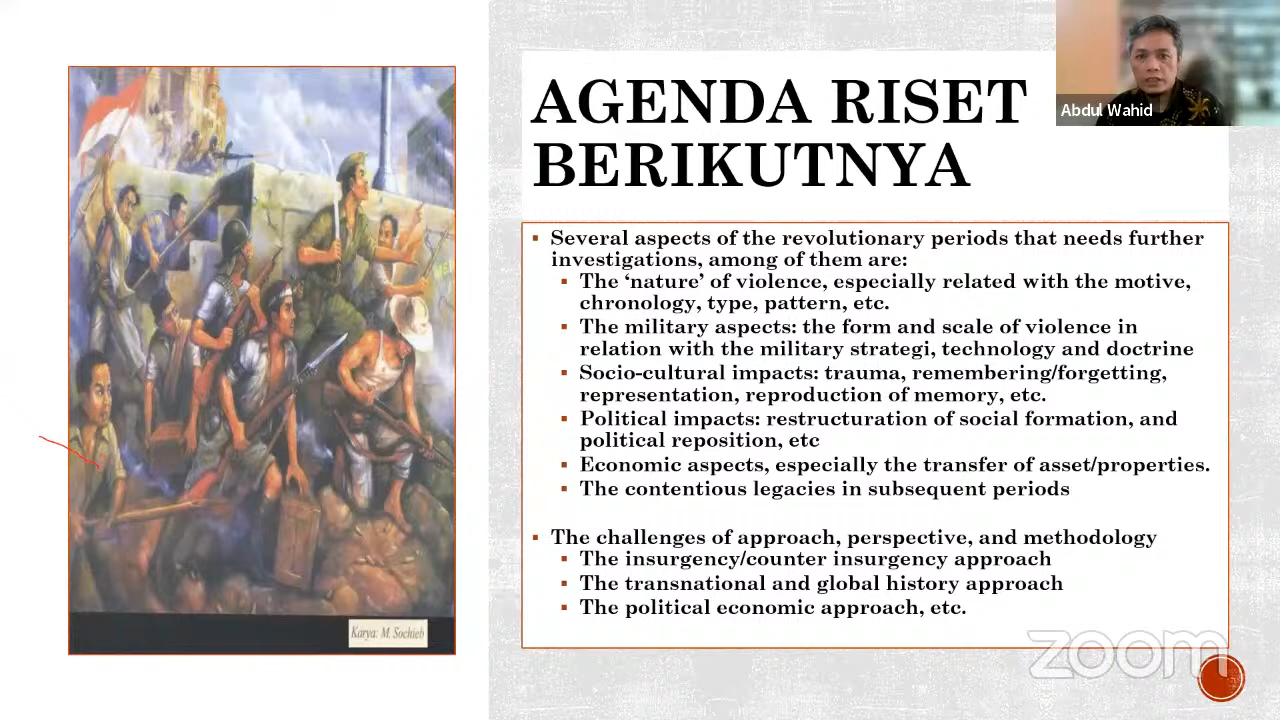 Abdul Wahid
AGENDA RISET
BERIKUTNYA
Several aspects of the revolutionary periods that needs further
investigations, among of them are:
The ‘nature’ of violence, especially related with the motive,
chronology, type, pattern, etc.
The military aspects: the form and scale of violence in
relation with the military strategi, technology and doctrine
Socio-cultural impacts: trauma, remembering/forgetting,
representation, reproduction of memory, etc.
Political impacts: restructuration of social formation, and
political reposition, etc
Economic aspects, especially the transfer of asset/properties.
The contentious legacies in subsequent periods
The challenges of approach, perspective, and methodology
The insurgency/counter insurgency approach
The transnational and global history approach
The political economic approach, etc.
Karya: M. Sochieb
zoom